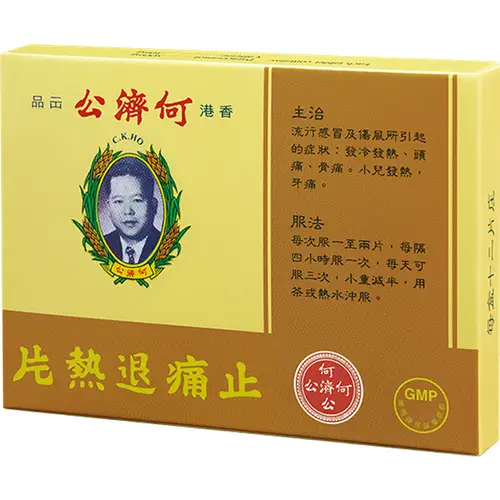 香港 何濟公 出品
C.K.HO
何濟公
止痛退熱片
主治
流行感冒及傷風所引起
的症狀：發冷發熱、頭
痛、骨痛。小兒發熱，
牙痛。
服法
每次服一至兩片，每隔
四小時服一次，每天可
服三次，小童減半，用
茶或熱水沖服。
何
何濟公
公
GMP